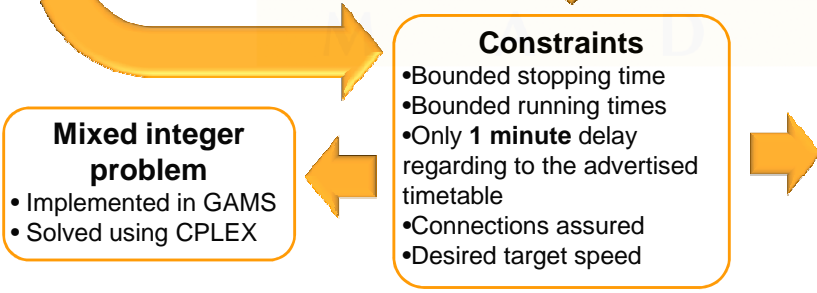 M A D
Constraints
•Bounded stopping time
•Bounded running times
•Only 1 minute delay
regarding to the advertised
timetable
•Connections assured
•Desired target speed
Mixed integer
problem
• Implemented in GAMS
• Solved using CPLEX